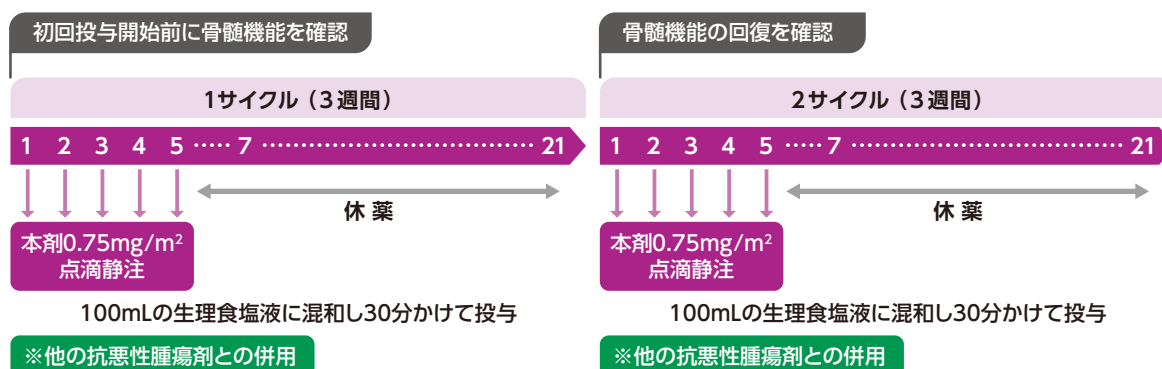 初回投与開始前に骨髄機能を確認
1サイクル（3週間）
1 2 3 4 5 …… 7 ……………………………… 21
休薬
本剤0.75mg/m²
点滴静注
100mLの生理食塩液に混和し30分かけて投与
※他の抗悪性腫瘍剤との併用
骨髄機能の回復を確認
2サイクル（3週間）
1 2 3 4 5 …… 7 ……………………………… 21
休薬
本剤0.75mg/m²
点滴静注
100mLの生理食塩液に混和し30分かけて投与
※他の抗悪性腫瘍剤との併用